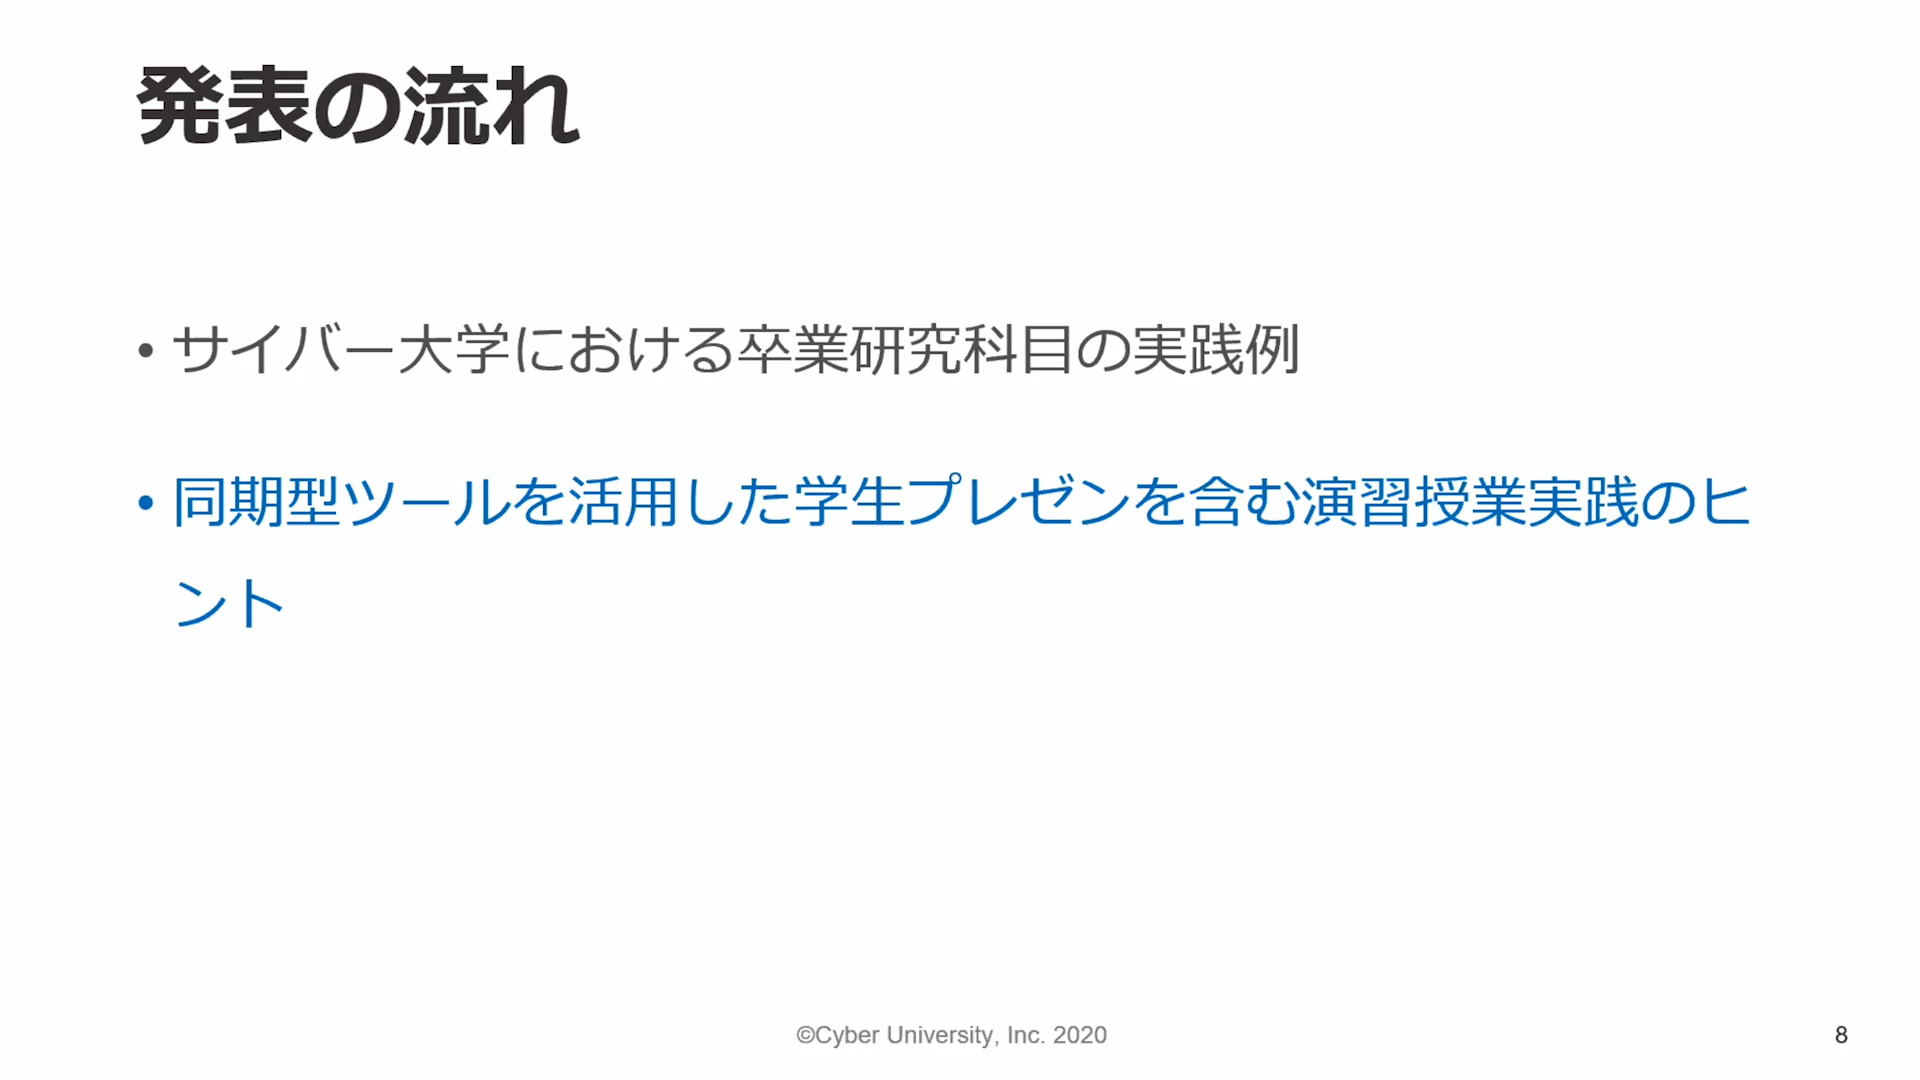 発表の流れ
• サイバー大学における卒業研究科目の実践例
• 同期型ツールを活用した学生プレゼンを含む演習授業実践のヒ
ント
©Cyber University, Inc. 2020
8